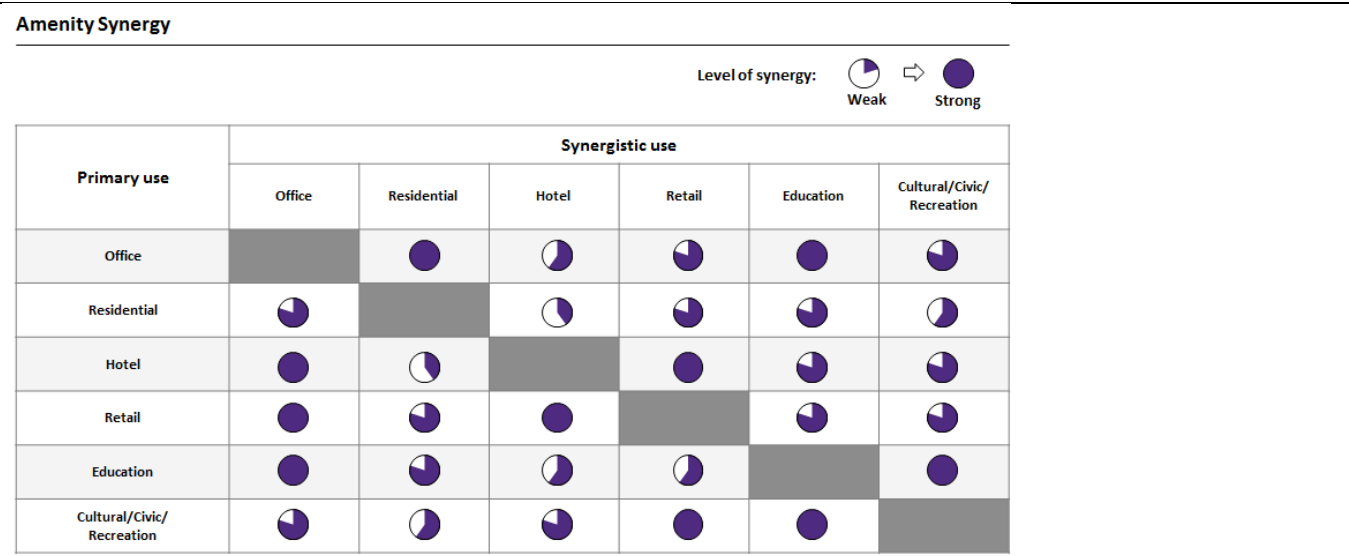 Amenity Synergy
Level of synergy:
Weak
Strong
Primary use
Synergistic use
Office
Residential
Hotel
Retail
Education
Cultural/Civic/
Recreation
Office
Residential
Hotel
Retail
Education
Cultural/Civic/
Recreation